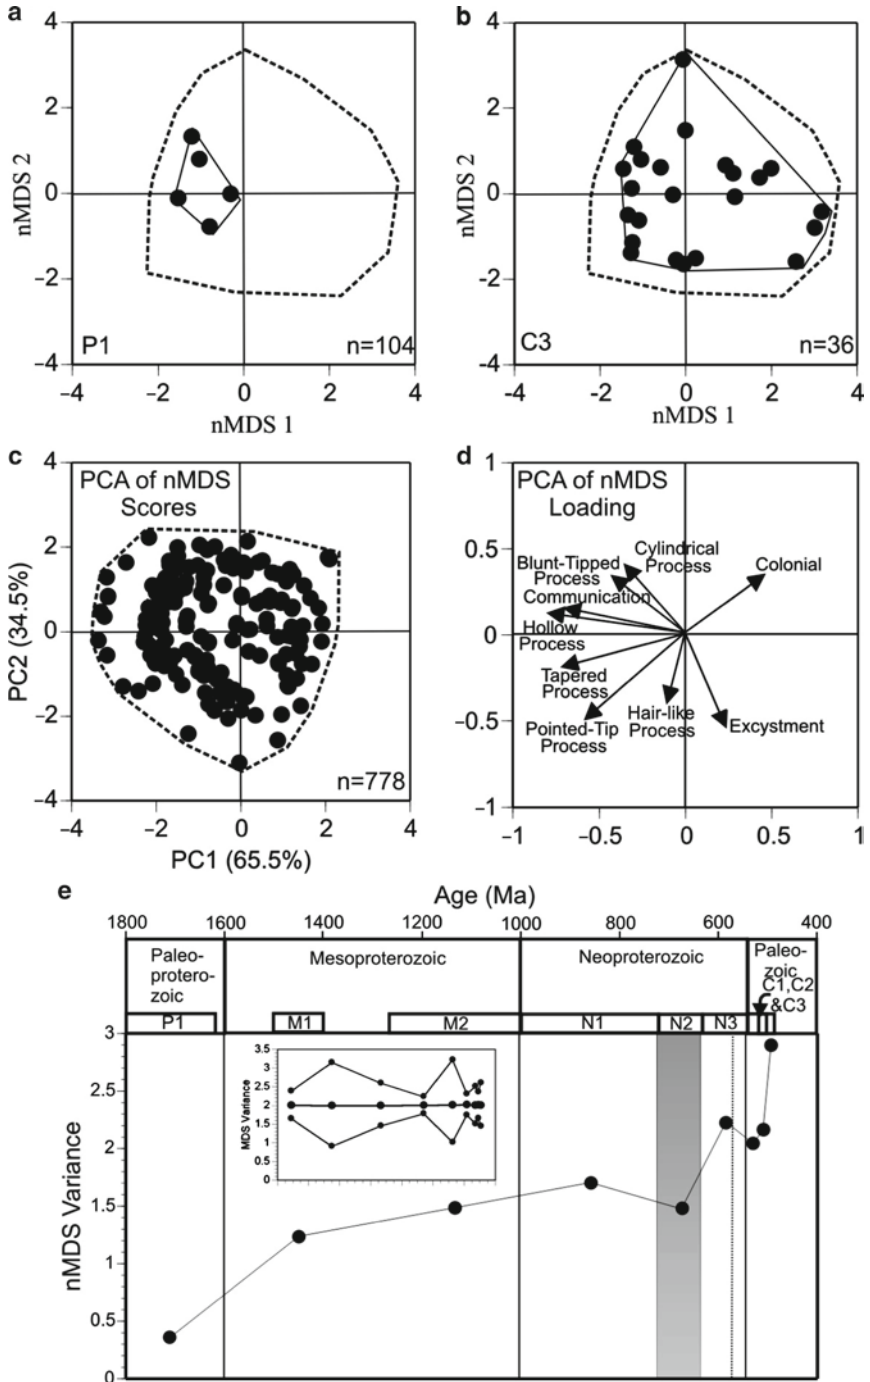 a
4
2
0
−2
−4
nMDS 2
P1
n=104
−4
−2
0
2
4
nMDS 1
b
4
2
0
−2
−4
nMDS 2
C3
n=36
−4
−2
0
2
4
nMDS 1
c
4
2
0
−2
−4
PC2 (34.5%)
PCA of nMDS
Scores
n=778
−4
−2
0
2
4
PC1 (65.5%)
d
1
0.5
0
−0.5
−1
PCA of nMDS
Loading
Blunt-Tipped
Process
Cylindrical
Process
Colonial
Communication
Hollow
Process
Tapered
Process
Pointed-Tip
Process
Hair-like
Process
Excystment
−1
−0.5
0
0.5
1
e
Age (Ma)
1800
1600
1400
1200
1000
800
600
400
Paleo-
protero-
zoic
Mesoproterozoic
Neoproterozoic
Paleo-
zoic
C1,C2
&C3
P1
M1
M2
N1
N2
N3
3
2.5
2
1.5
1
0.5
0
nMDS Variance
3.5
3
2.5
2
1.5
1
0.5
0
MDS Variance